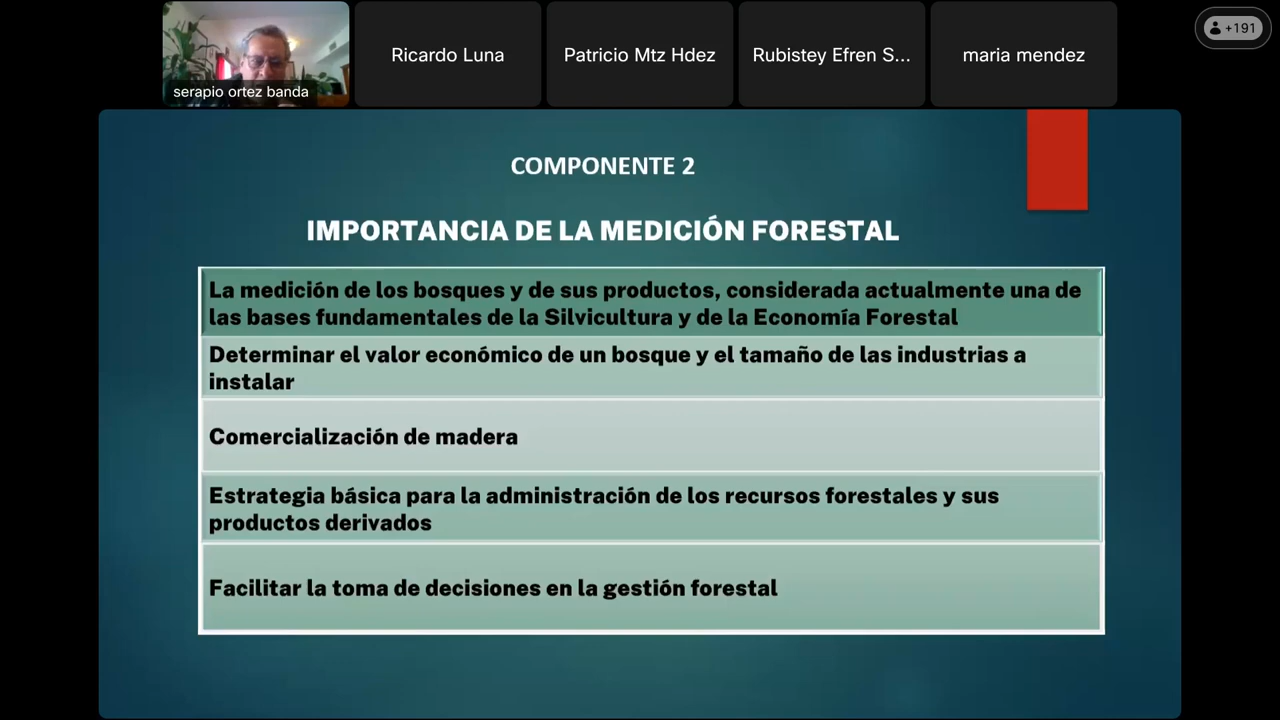 +191
Ricardo Luna
Patricio Mtz Hdez
Rubistey Efren S...
maria mendez
serapio ortez banda
COMPONENTE 2
IMPORTANCIA DE LA MEDICIÓN FORESTAL
La medición de los bosques y de sus productos, considerada actualmente una de
las bases fundamentales de la Silvicultura y de la Economía Forestal
Determinar el valor económico de un bosque y el tamaño de las industrias a
instalar
Comercialización de madera
Estrategia básica para la administración de los recursos forestales y sus
productos derivados
Facilitar la toma de decisiones en la gestión forestal